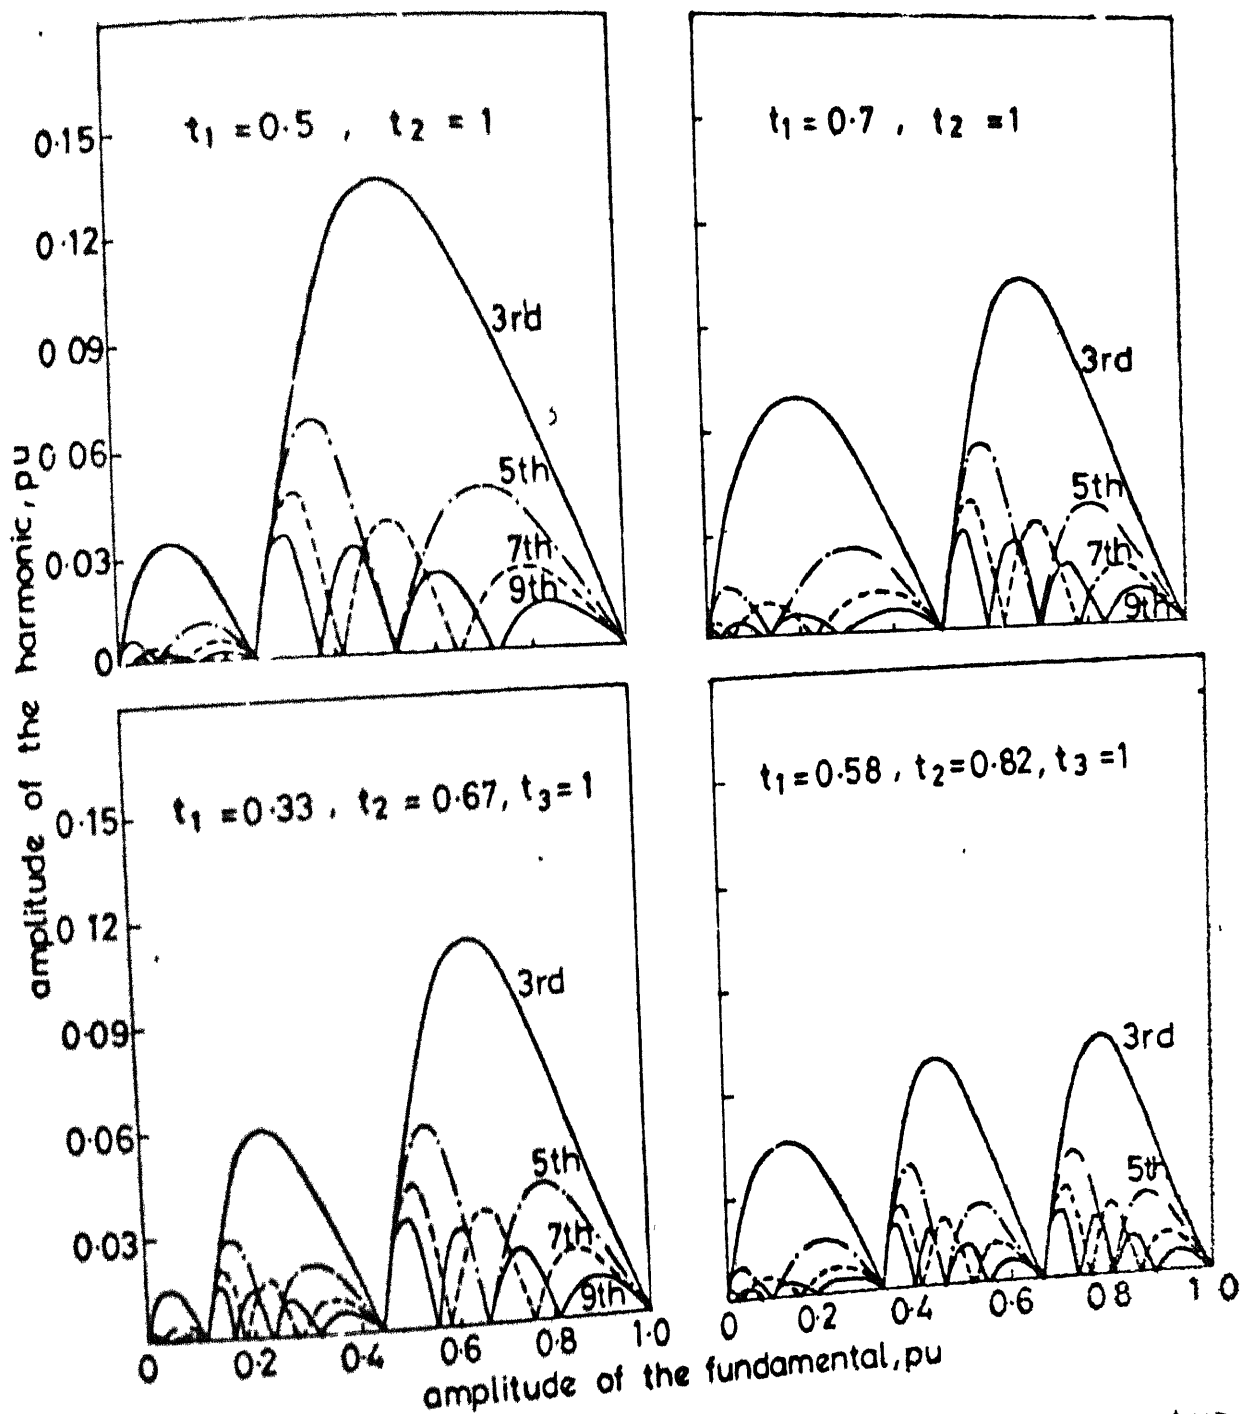 t1 = 0.5 , t2 = 1
0.15
0.12
0 09
0 06
0.03
0
3rd
5th
7th
9th
t1 = 0.7 , t2 = 1
3rd
5th
7th
9th
amplitude of the harmonic, pu
t1 = 0.33 , t2 = 0.67, t3 = 1
0.15
0 12
0.09
0.06
0.03
3rd
5th
7th
9th
0 0.2 0.4 0.6 0.8 1.0
t1 = 0.58 , t2 = 0.82, t3 = 1
3rd
5th
0 0.2 0.4 0.6 0 8 1 0
amplitude of the fundamental, pu